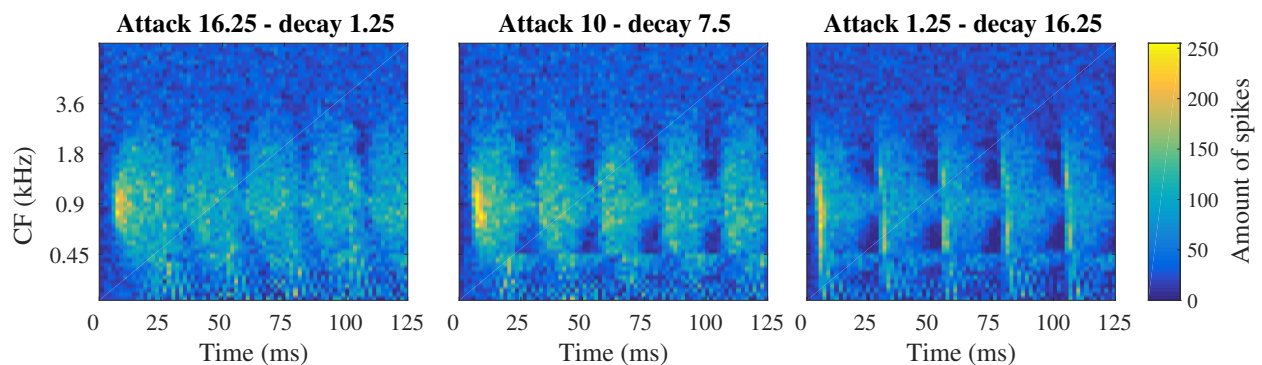 Attack 16.25 - decay 1.25
Attack 10 - decay 7.5
Attack 1.25 - decay 16.25
CF (kHz)
3.6
1.8
0.9
0.45
0 25 50 75 100 125
0 25 50 75 100 125
0 25 50 75 100 125
Time (ms)
Time (ms)
Time (ms)
250
200
150
100
50
0
Amount of spikes